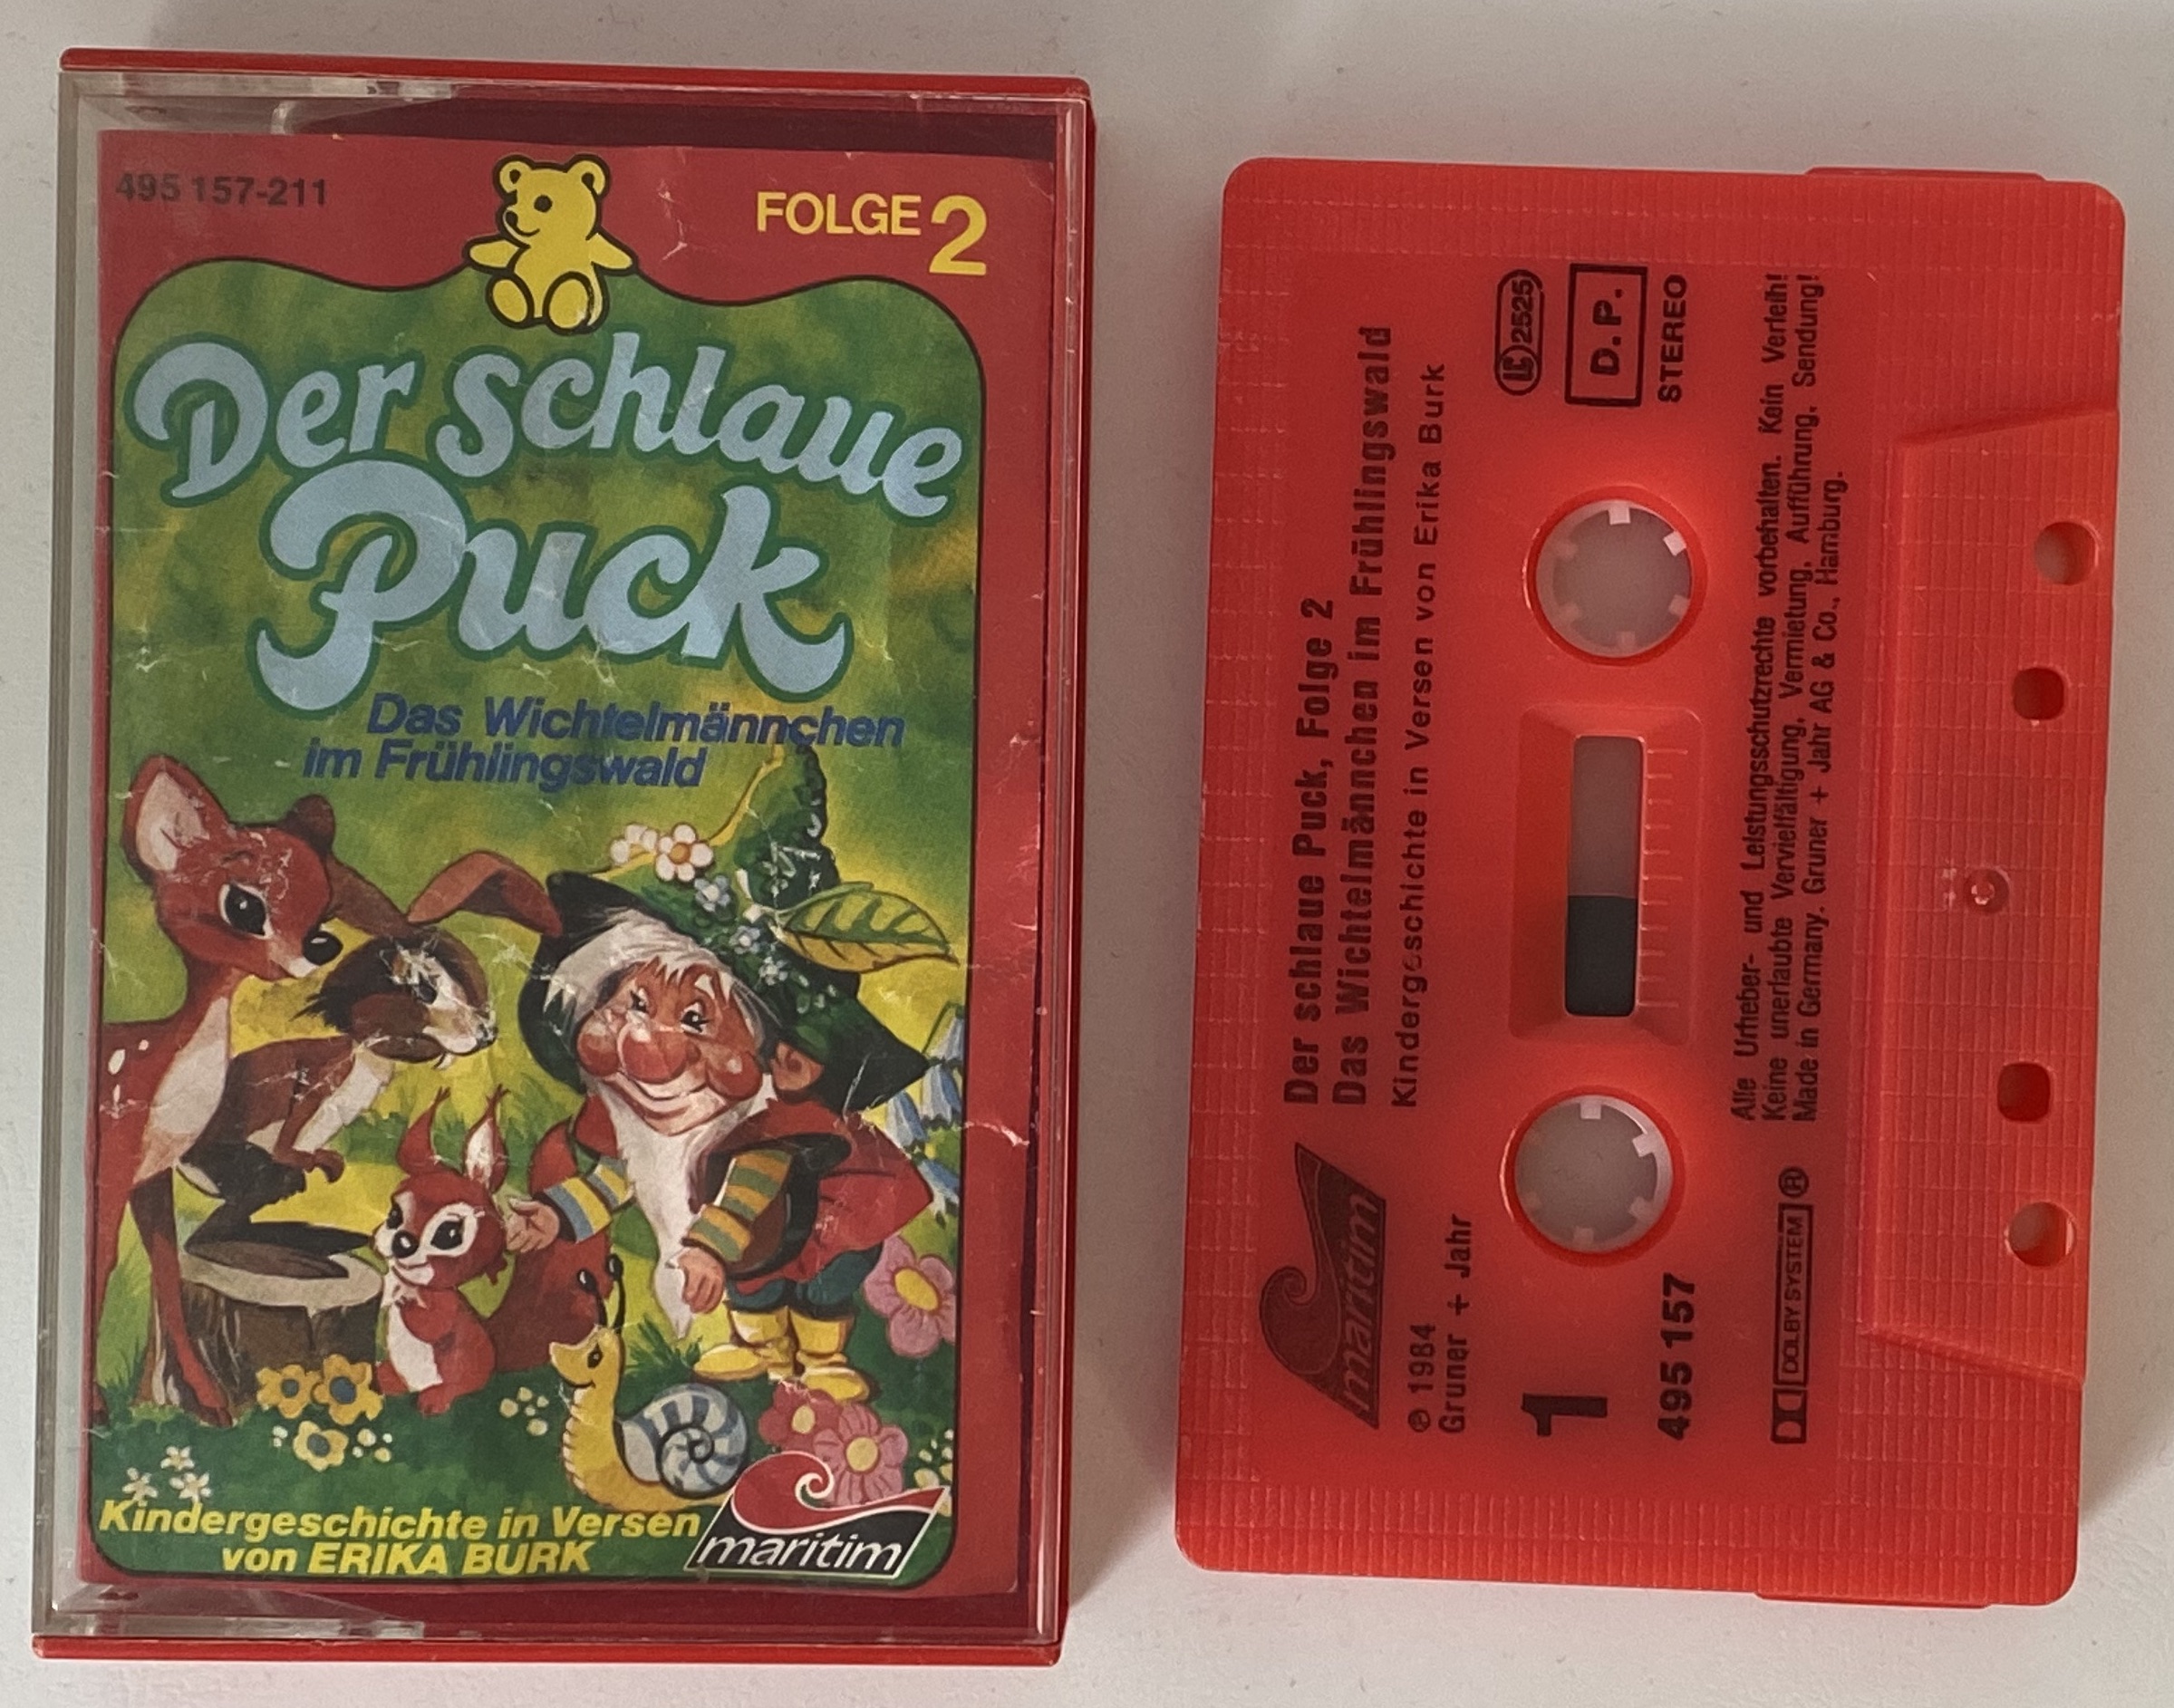 495 157-211
FOLGE 2
Der schlaue
Puck
Das Wichtelmännchen
im Frühlingswald
Kindergeschichte in Versen
von ERIKA BURK
maritim
Der schlaue Puck, Folge 2
Das Wichtelmännchen im Frühlingswald
Kindergeschichte in Versen von Erika Burk
maritim
℗ 1984
Gruner + Jahr
1
495 157
LC 2525
D.P.
STEREO
Alle Urheber- und Leistungsschutzrechte vorbehalten. Kein Verleih!
Keine unerlaubte Vervielfältigung, Vermietung, Aufführung, Sendung!
Made in Germany. Gruner + Jahr AG & Co., Hamburg.
DOLBY SYSTEM ®